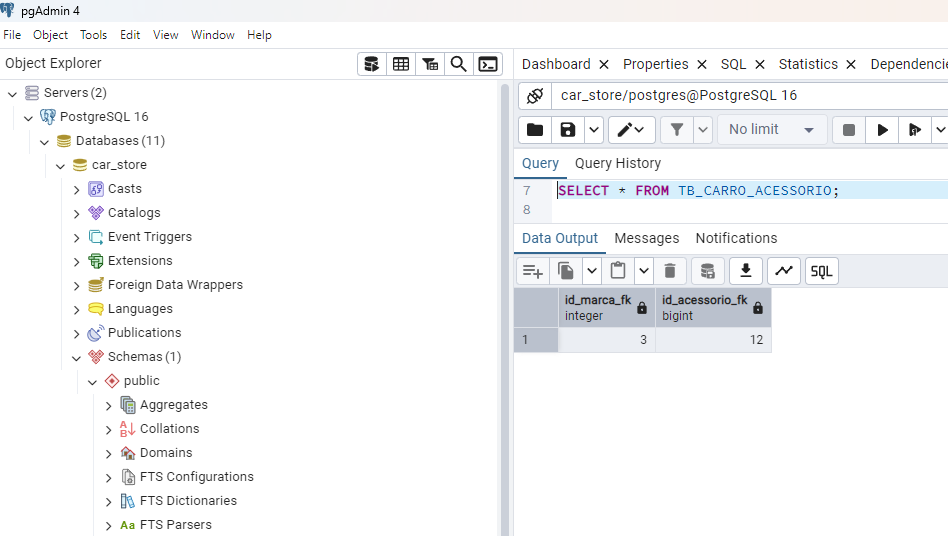 pgAdmin 4
File Object Tools Edit View Window Help
Object Explorer
Servers (2)
PostgreSQL 16
Databases (11)
car_store
Casts
Catalogs
Event Triggers
Extensions
Foreign Data Wrappers
Languages
Publications
Schemas (1)
public
Aggregates
Collations
Domains
FTS Configurations
FTS Dictionaries
Aa FTS Parsers
Dashboard Properties SQL Statistics Dependencie
car_store/postgres@PostgreSQL 16
No limit
Query Query History
7 SELECT * FROM TB_CARRO_ACESSORIO;
8
Data Output Messages Notifications
SQL
id_marca_fk id_acessorio_fk
integer bigint
1 3 12